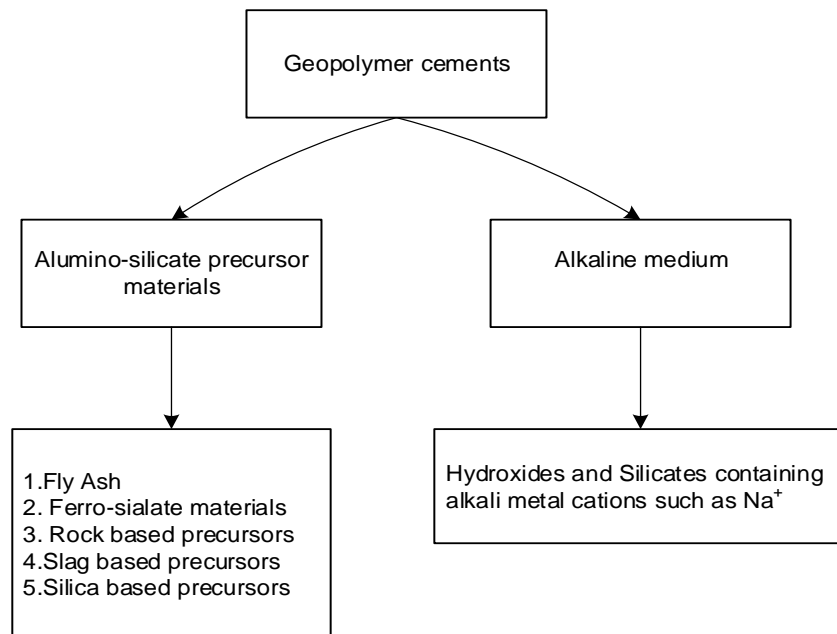 Geopolymer cements
Alumino-silicate precursor
materials
Alkaline medium
1.Fly Ash
2. Ferro-sialate materials
3. Rock based precursors
4.Slag based precursors
5.Silica based precursors
Hydroxides and Silicates containing
alkali metal cations such as Na⁺